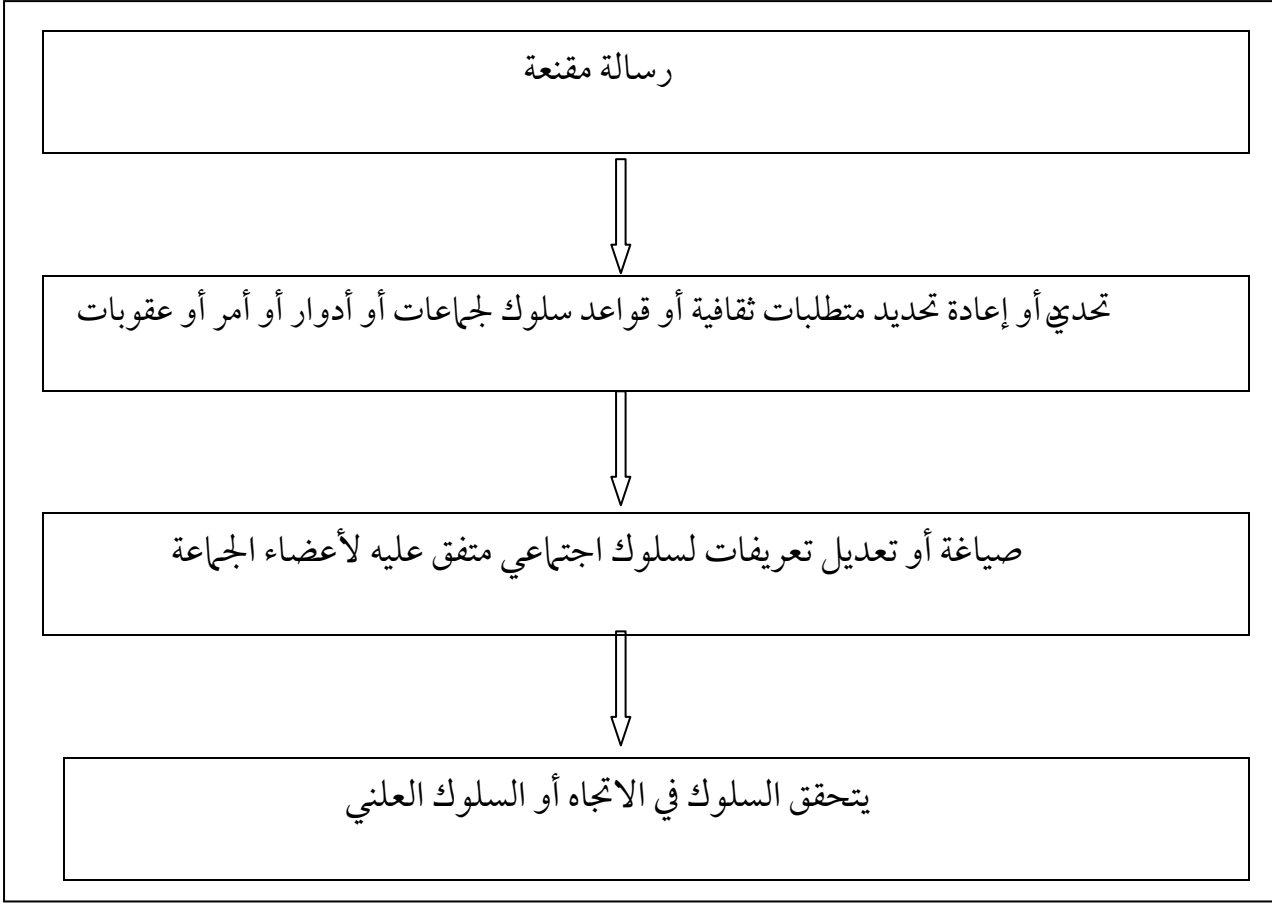 رسالة مقنعة
أو إعادة تحديد متطلبات ثقافية أو قواعد سلوك لجماعات أو أدوار أو أمر أو عقوبات
صياغة أو تعديل تعريفات لسلوك اجتماعي متفق عليه لأعضاء الجماعة
يتحقق السلوك في الاتجاه أو السلوك العلني